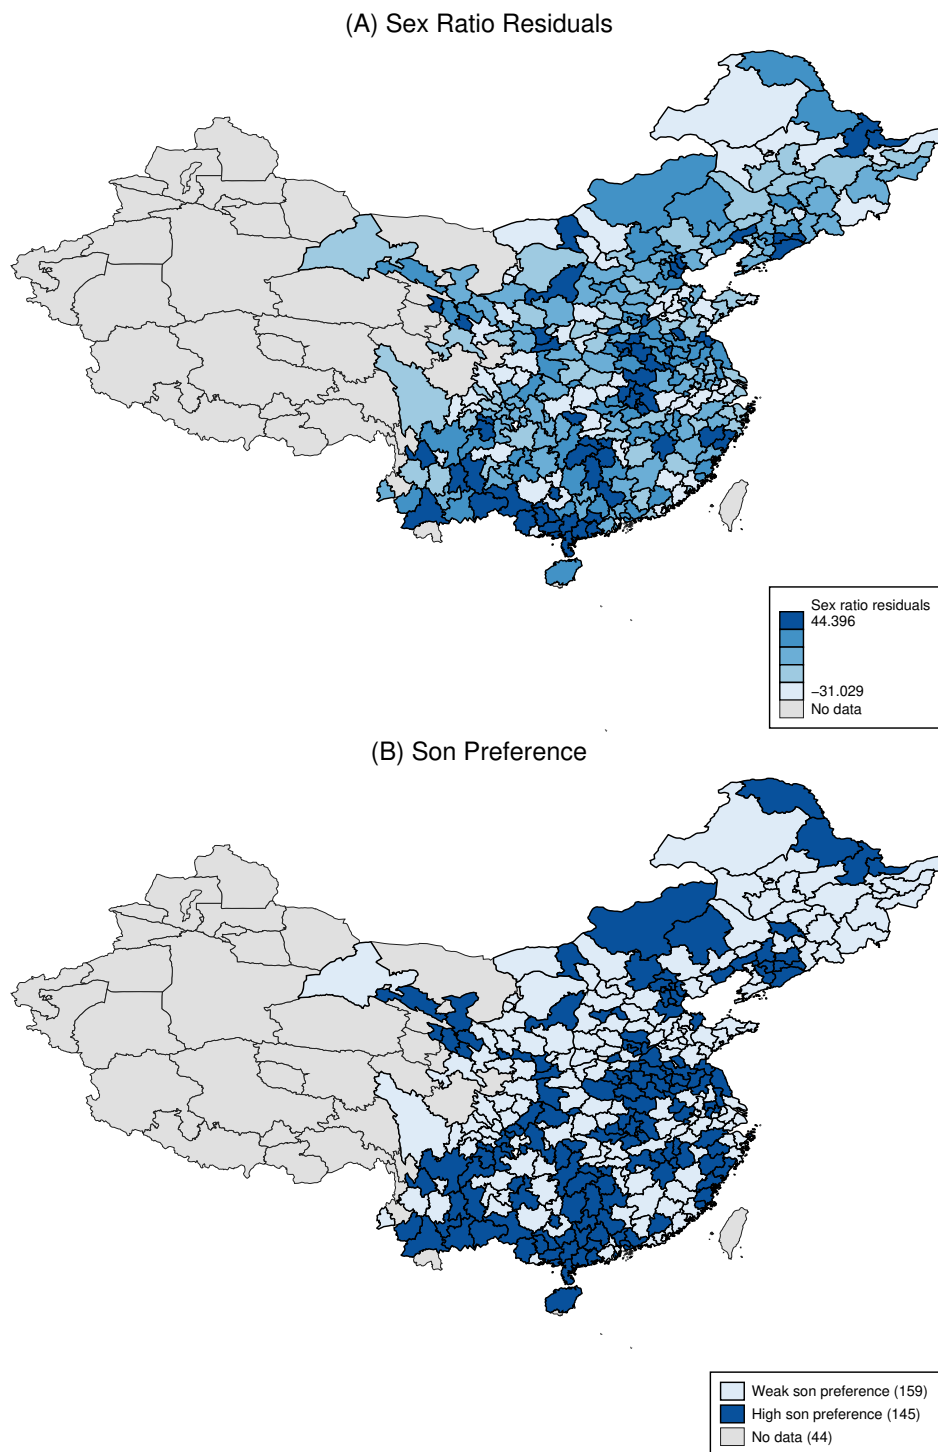 (A) Sex Ratio Residuals
Sex ratio residuals
44.396
−31.029
No data
(B) Son Preference
Weak son preference (159)
High son preference (145)
No data (44)